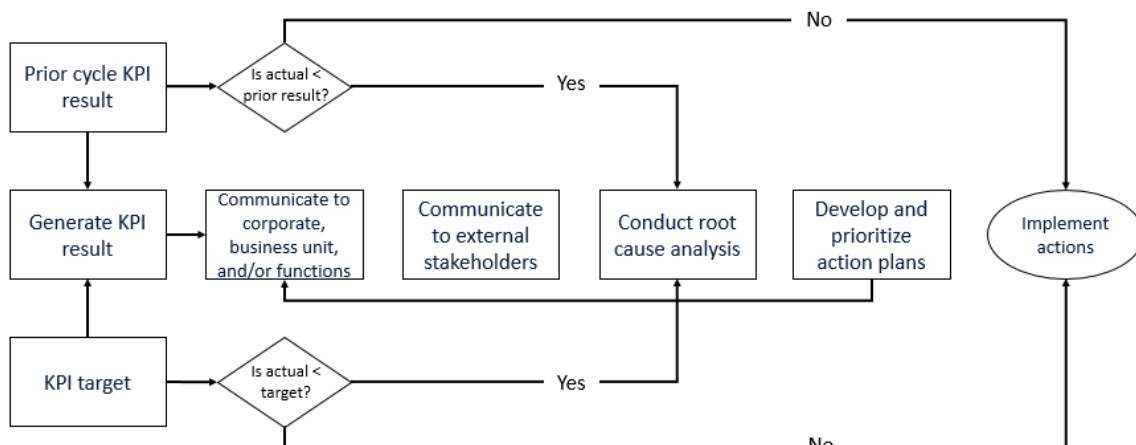 No
Prior cycle KPI
result
Is actual <
prior result?
Yes
Generate KPI
result
Communicate to
corporate,
business unit,
and/or functions
Communicate
to external
stakeholders
Conduct root
cause analysis
Develop and
prioritize
action plans
Implement
actions
KPI target
Is actual <
target?
Yes
No